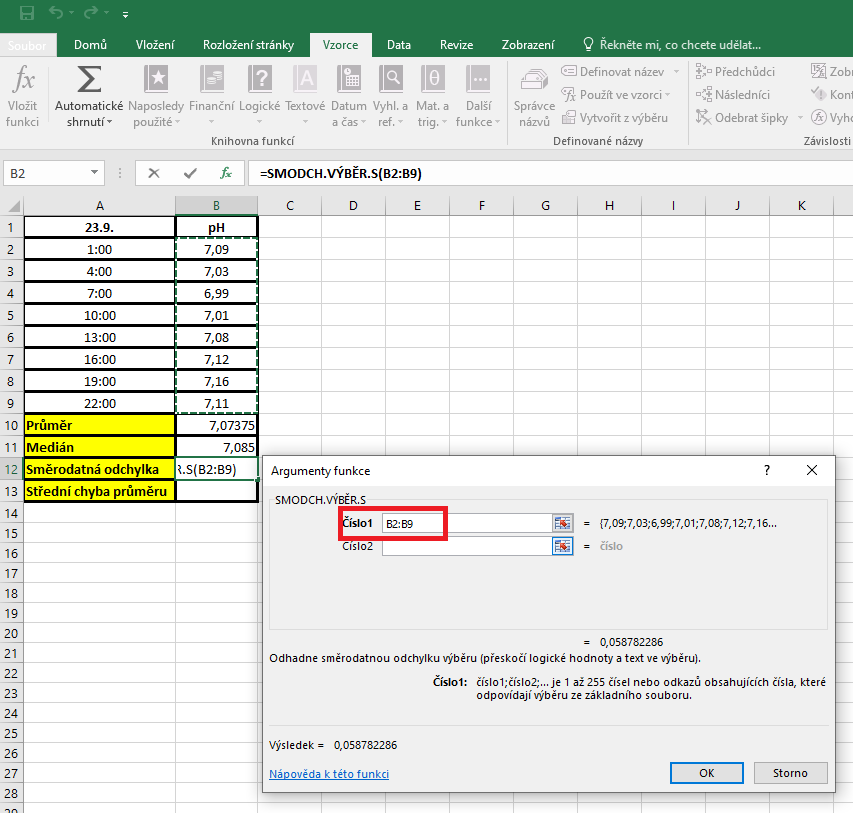 Soubor Domů Vložení Rozložení stránky Vzorce Data Revize Zobrazení Řekněte mi, co chcete udělat...
fx Σ ? A θ
Vložit funkci
Automatické shrnutí
Naposledy použité
Finanční
Logické
Textové
Datum a čas
Vyhl. a ref.
Mat. a trig.
Další funkce
Správce názvů
Definovat název
Použít ve vzorci
Vytvořit z výběru
Předchůdci
Následníci
Odebrat šipky
Knihovna funkcí Definované názvy Závislosti
B2 fx =SMODCH.VÝBĚR.S(B2:B9)
A B C D E F G H I J K
1 23.9. pH
2 1:00 7,09
3 4:00 7,03
4 7:00 6,99
5 10:00 7,01
6 13:00 7,08
7 16:00 7,12
8 19:00 7,16
9 22:00 7,11
10 Průměr 7,07375
11 Medián 7,085
12 Směrodatná odchylka R.S(B2:B9)
13 Střední chyba průměru
14
15
16
17
18
19
20
21
22
23
24
25
26
27
28
29
Argumenty funkce ?
SMODCH.VÝBĚR.S
Číslo1 B2:B9 = {7,09;7,03;6,99;7,01;7,08;7,12;7,16...
Číslo2 = číslo
= 0,058782286
Odhadne směrodatnou odchylku výběru (přeskočí logické hodnoty a text ve výběru).
Číslo1: číslo1;číslo2;... je 1 až 255 čísel nebo odkazů obsahujících čísla, které
odpovídají výběru ze základního souboru.
Výsledek = 0,058782286
Nápověda k této funkci
OK Storno